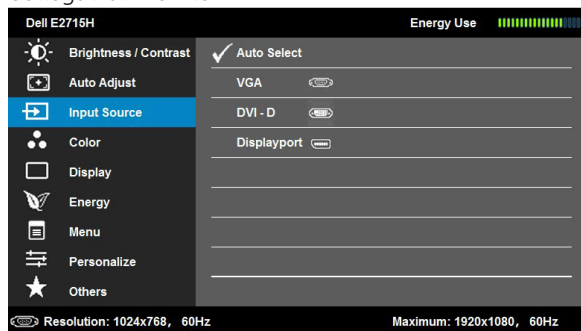 Dell E2715H Energy Use
Brightness / Contrast Auto Select
Auto Adjust VGA
Input Source DVI - D
Color Displayport
Display
Energy
Menu
Personalize
Others
Resolution: 1024x768, 60Hz Maximum: 1920x1080, 60Hz